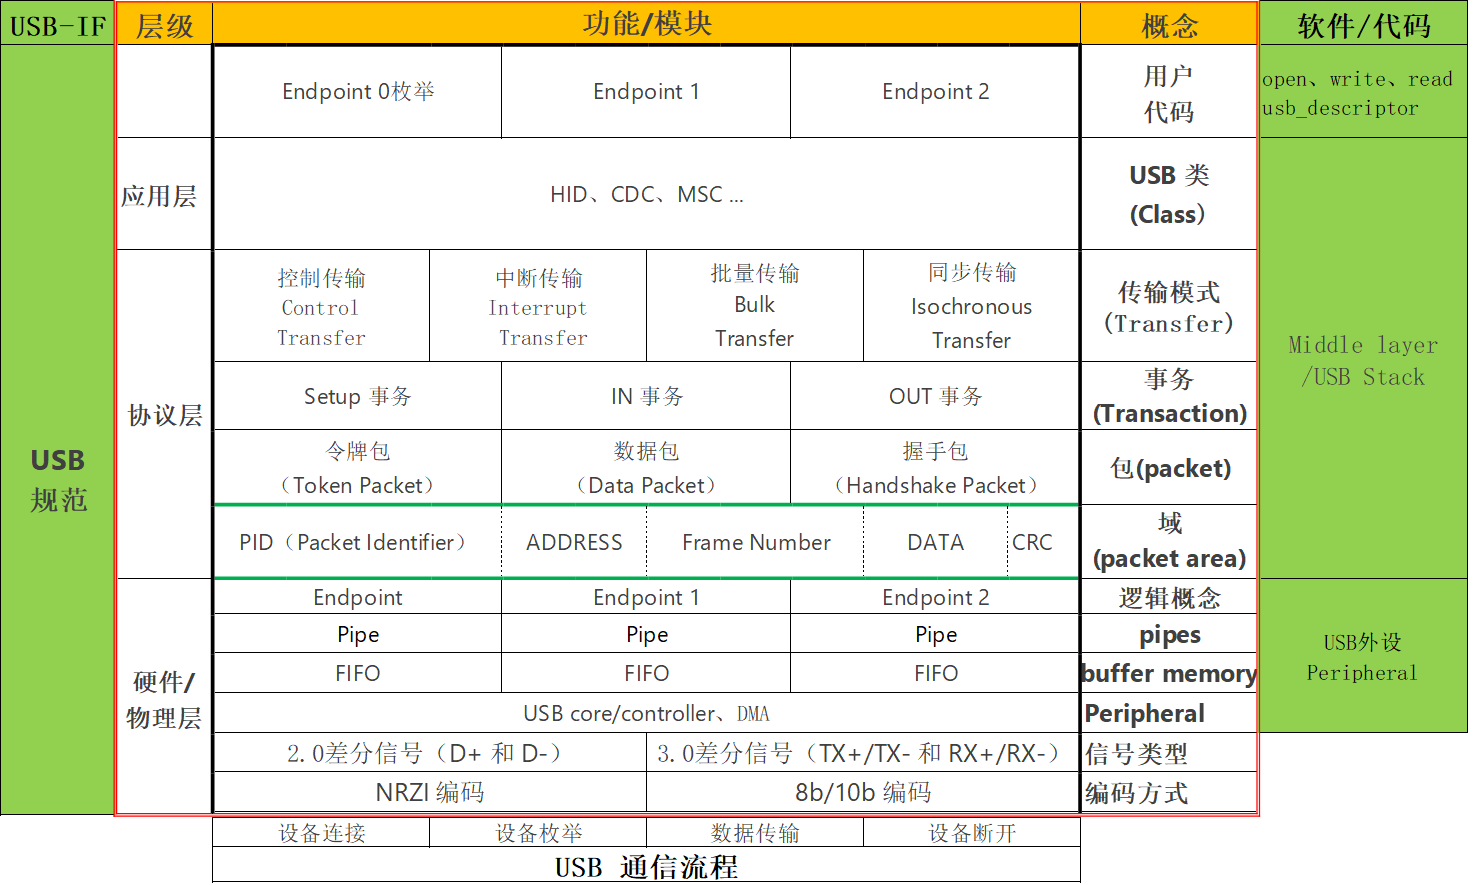 USB-IF 层级 功能/模块 概念 软件/代码
Endpoint 0枚举 Endpoint 1 Endpoint 2
用户
代码
open、write、read
usb_descriptor
应用层
HID、CDC、MSC ...
USB 类
(Class）
控制传输
Control
Transfer
中断传输
Interrupt
Transfer
批量传输
Bulk
Transfer
同步传输
Isochronous
Transfer
传输模式
（Transfer）
Middle layer
/USB Stack
协议层
Setup 事务 IN 事务 OUT 事务
事务
(Transaction)
令牌包
（Token Packet）
数据包
（Data Packet）
握手包
（Handshake Packet）
包(packet)
USB
规范
PID（Packet Identifier） ADDRESS Frame Number DATA CRC
域
(packet area)
硬件/
物理层
Endpoint Endpoint 1 Endpoint 2 逻辑概念
Pipe Pipe Pipe pipes
FIFO FIFO FIFO buffer memory
USB外设
Peripheral
USB core/controller、DMA Peripheral
2.0差分信号（D+ 和 D-） 3.0差分信号（TX+/TX- 和 RX+/RX-） 信号类型
NRZI 编码 8b/10b 编码 编码方式
设备连接 设备枚举 数据传输 设备断开
USB 通信流程